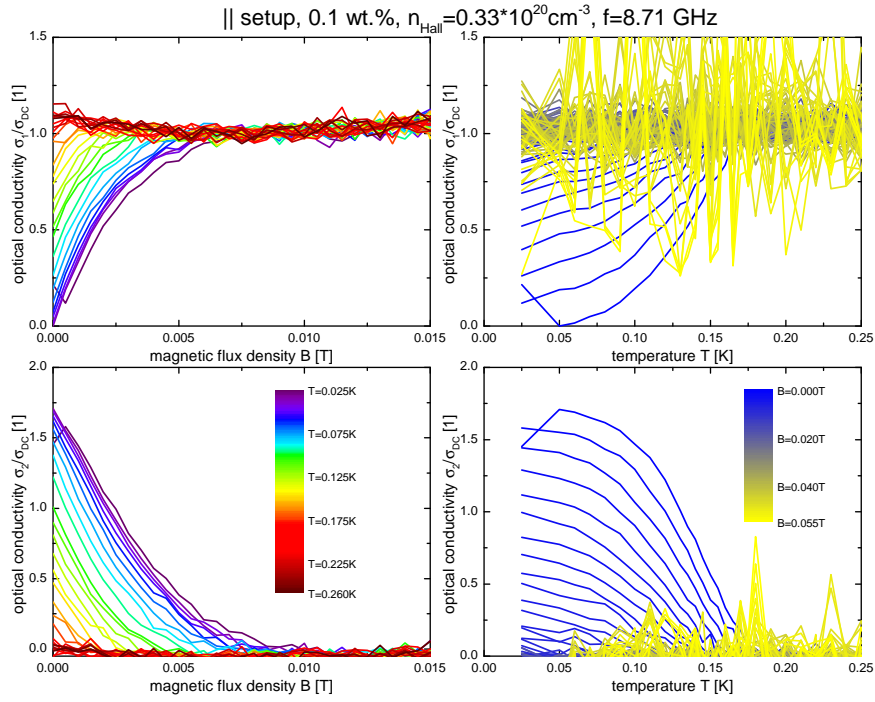 || setup, 0.1 wt.%, n_Hall=0.33*10^20cm^-3, f=8.71 GHz
optical conductivity σ₁/σ_DC [1]
1.5
1.0
0.5
0.0
0.000 0.005 0.010 0.015
magnetic flux density B [T]
optical conductivity σ₁/σ_DC [1]
1.5
1.0
0.5
0.0
0.00 0.05 0.10 0.15 0.20 0.25
temperature T [K]
optical conductivity σ₂/σ_DC [1]
2.0
1.5
1.0
0.5
0.0
T=0.025K
T=0.075K
T=0.125K
T=0.175K
T=0.225K
T=0.260K
0.000 0.005 0.010 0.015
magnetic flux density B [T]
optical conductivity σ₂/σ_DC [1]
2.0
1.5
1.0
0.5
0.0
B=0.000T
B=0.020T
B=0.040T
B=0.055T
0.00 0.05 0.10 0.15 0.20 0.25
temperature T [K]